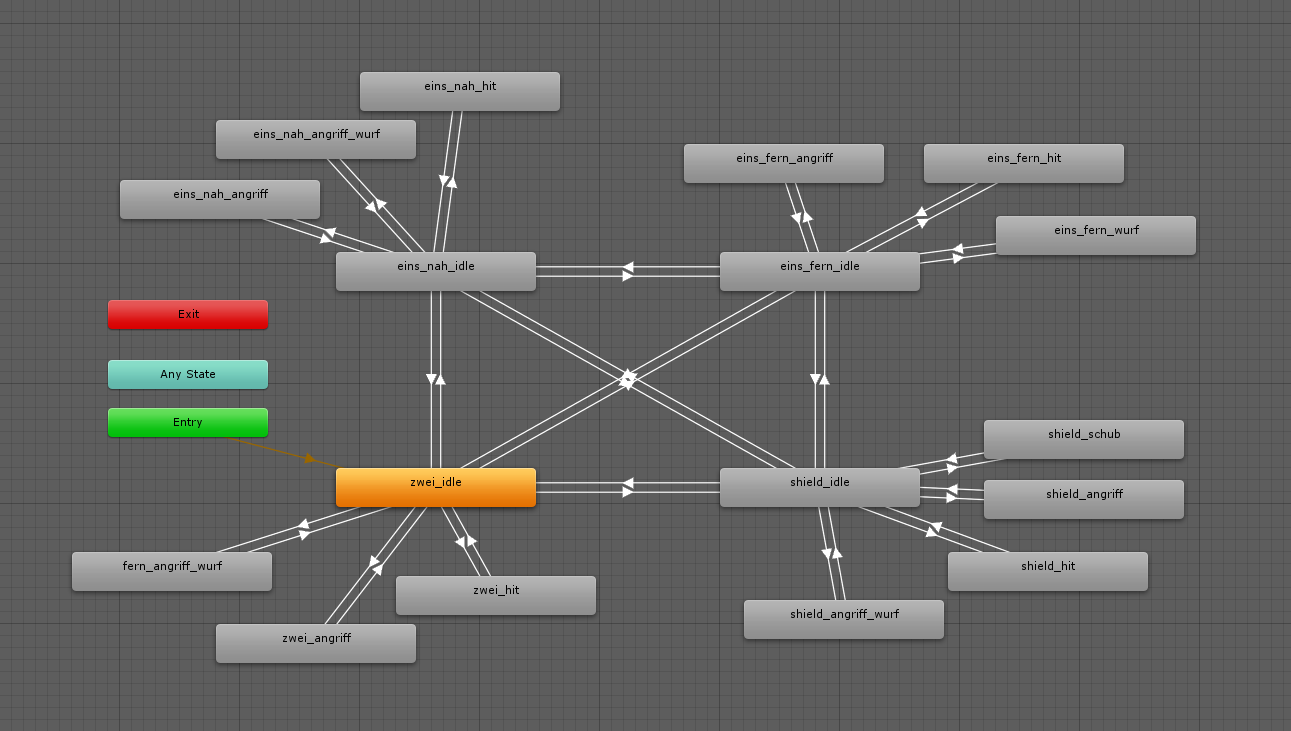 eins_nah_hit
eins_nah_angriff_wurf
eins_fern_angriff
eins_fern_hit
eins_nah_angriff
eins_fern_wurf
eins_nah_idle
eins_fern_idle
Exit
Any State
Entry
shield_schub
zwei_idle
shield_idle
shield_angriff
fern_angriff_wurf
shield_hit
zwei_hit
shield_angriff_wurf
zwei_angriff